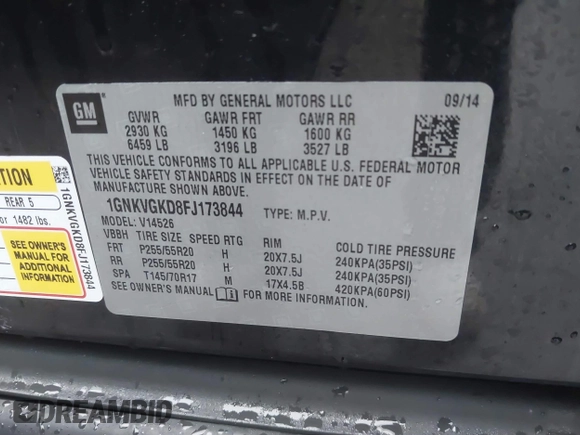 GM
MFD BY GENERAL MOTORS LLC 09/14
GVWR GAWR FRT GAWR RR
2930 KG 1450 KG 1600 KG
6459 LB 3196 LB 3527 LB
THIS VEHICLE CONFORMS TO ALL APPLICABLE U.S. FEDERAL MOTOR
VEHICLE SAFETY STANDARDS IN EFFECT ON THE DATE OF
MANUFACTURE SHOWN ABOVE.
1GNKVGKD8FJ173844 TYPE: M.P.V.
MODEL: V14526
VBBH TIRE SIZE SPEED RTG RIM COLD TIRE PRESSURE
FRT P255/55R20 H 20X7.5J 240KPA(35PSI)
RR P255/55R20 H 20X7.5J 240KPA(35PSI)
SPA T145/70R17 M 17X4.5B 420KPA(60PSI)
SEE OWNER'S MANUAL FOR MORE INFORMATION.
REAR 5
or 1482 lbs.
SEE OWNER'S
MANUAL FOR
ADDITIONAL
INFORMATION
1GNKVGKD8FJ173844
DREAMBID